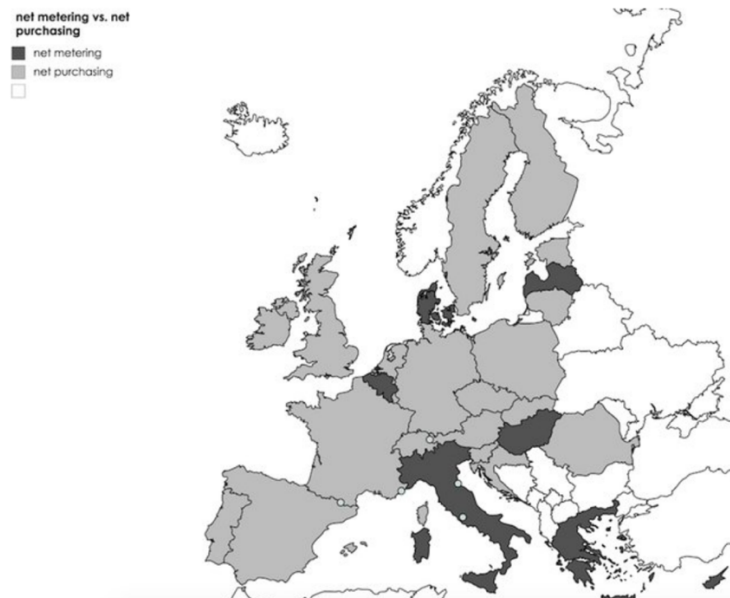 net metering vs. net
purchasing
net metering
net purchasing